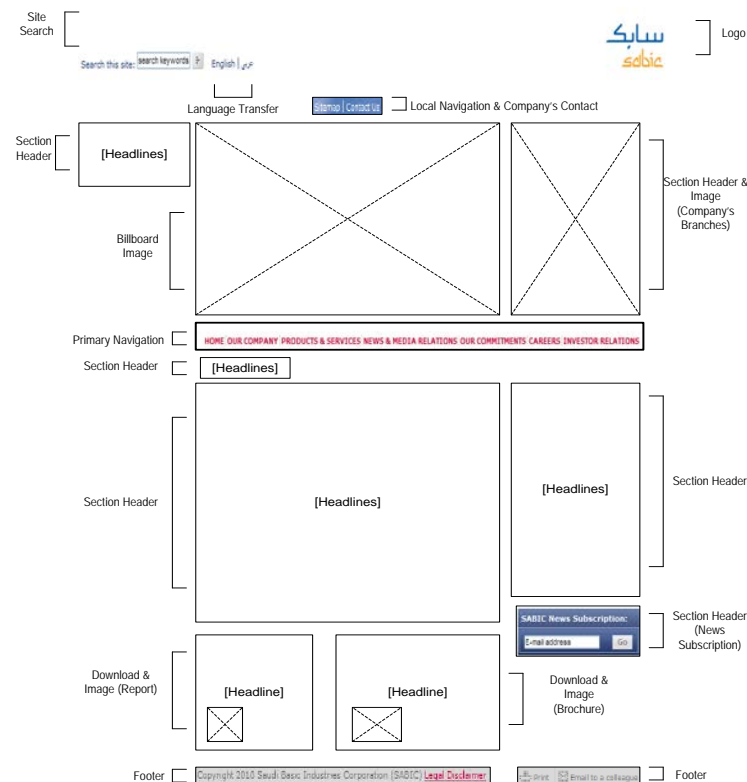 Site
Search
سابك
sabic
Logo
Search this site: search keywords
English | عربي
Language Transfer
Sitemap | Contact Us
Local Navigation & Company's Contact
Section
Header
[Headlines]
Section Header &
Image
(Company's
Branches)
Billboard
Image
Primary Navigation
HOME OUR COMPANY PRODUCTS & SERVICES NEWS & MEDIA RELATIONS OUR COMMITMENTS CAREERS INVESTOR RELATIONS
Section Header
[Headlines]
Section Header
[Headlines]
[Headlines]
Section Header
SABIC News Subscription:
E-mail address Go
Section Header
(News
Subscription)
Download &
Image (Report)
[Headline]
[Headline]
Download &
Image
(Brochure)
Footer
Copyright 2010 Saudi Basic Industries Corporation (SABIC) Legal Disclaimer
Print Email to a colleague
Footer